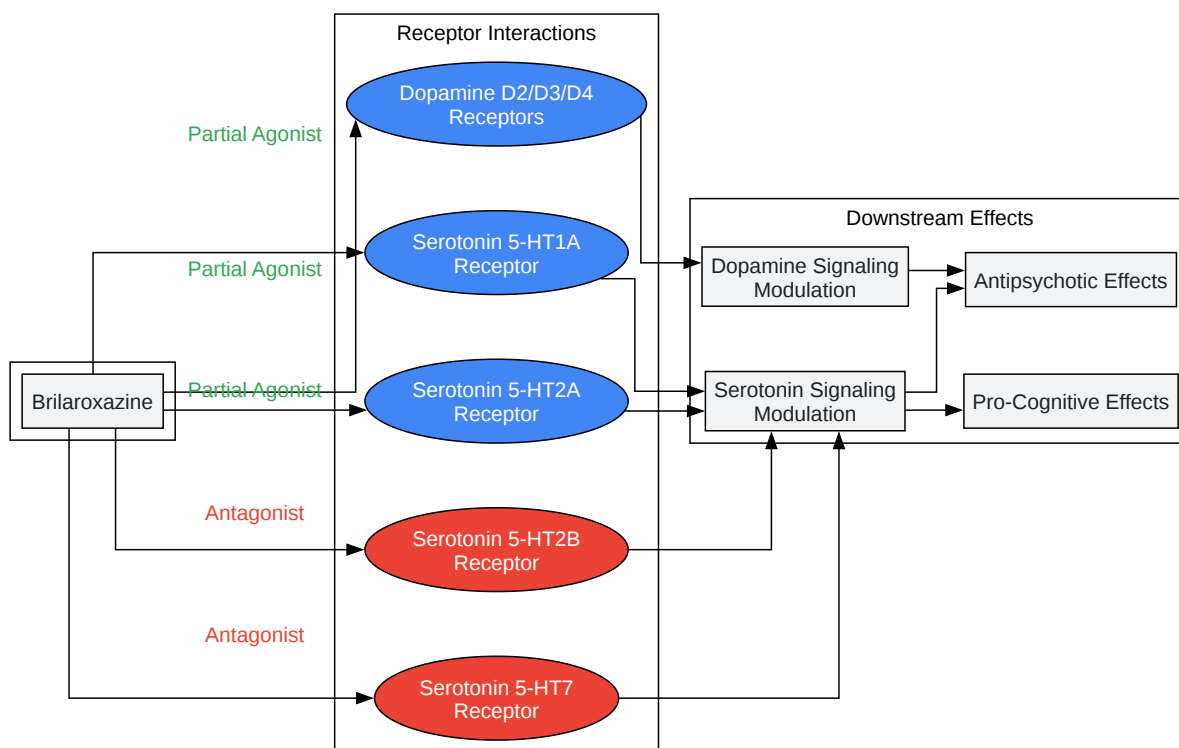 Receptor Interactions
Dopamine D2/D3/D4
Receptors
Partial Agonist
Serotonin 5-HT1A
Receptor
Partial Agonist
Downstream Effects
Dopamine Signaling
Modulation
Antipsychotic Effects
Brilaroxazine
Partial Agonist
Serotonin 5-HT2A
Receptor
Serotonin Signaling
Modulation
Pro-Cognitive Effects
Antagonist
Serotonin 5-HT2B
Receptor
Antagonist
Serotonin 5-HT7
Receptor